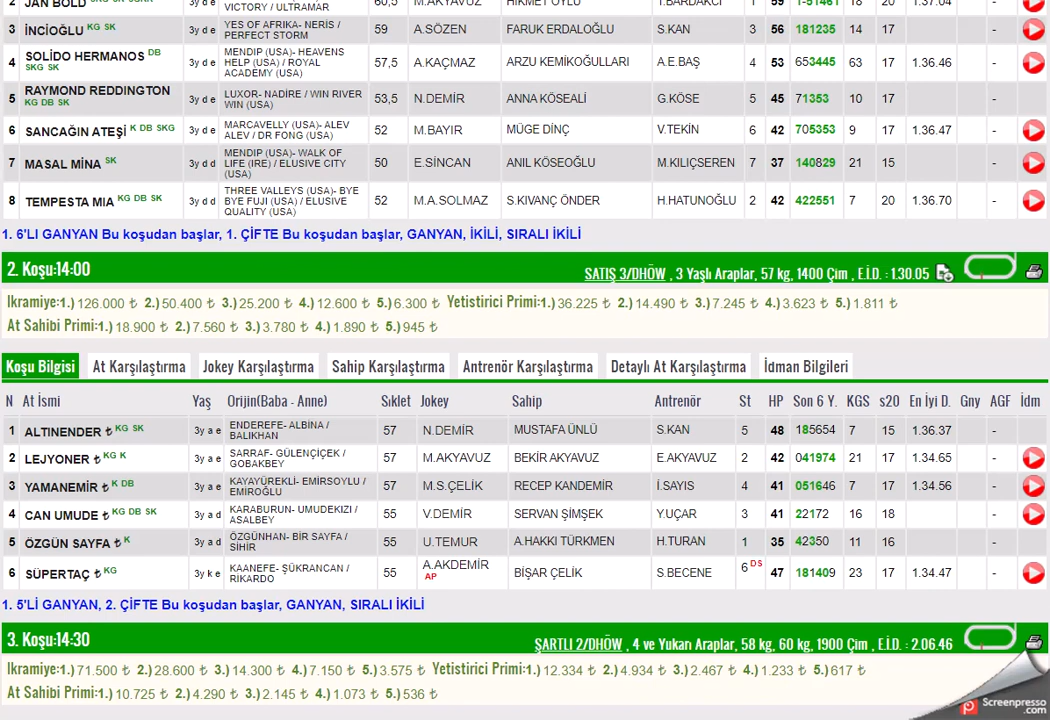 2 JAN BOLD 3y d e VICTORY / ULTRAMAR 60,5 M.AKYAVUZ HİKMET ÖYLÜ T.BARDAKCI 1 59 1-51461 18 20 1.37.04
3 İNCİOĞLU KG SK 3y d e YES OF AFRIKA- NERİS / PERFECT STORM 59 A.SÖZEN FARUK ERDALOĞLU S.KAN 3 56 181235 14 17 -
4 SOLİDO HERMANOS DB SKG SK 3y d e MENDIP (USA)- HEAVENS HELP (USA) / ROYAL ACADEMY (USA) 57,5 A.KAÇMAZ ARZU KEMİKOĞULLARI A.E.BAŞ 4 53 653445 63 17 1.36.46 -
5 RAYMOND REDDINGTON KG DB SK 3y d e LUXOR- NADİRE / WIN RIVER WIN (USA) 53,5 N.DEMİR ANNA KÖSEALİ G.KÖSE 5 45 71353 10 17 -
6 SANCAĞIN ATEŞİ K DB SKG 3y d e MARCAVELLY (USA)- ALEV ALEV / DR FONG (USA) 52 M.BAYIR MÜGE DİNÇ V.TEKİN 6 42 705353 9 17 1.36.47 -
7 MASAL MİNA SK 3y d d MENDIP (USA)- WALK OF LIFE (IRE) / ELUSIVE CITY (USA) 50 E.SİNCAN ANIL KÖSEOĞLU M.KILIÇSEREN 7 37 140829 21 15 -
8 TEMPESTA MIA KG DB SK 3y d d THREE VALLEYS (USA)- BYE BYE FUJI (USA) / ELUSIVE QUALITY (USA) 52 M.A.SOLMAZ S.KIVANÇ ÖNDER H.HATUNOĞLU 2 42 422551 7 20 1.36.70 -
1. 6'LI GANYAN Bu koşudan başlar, 1. ÇİFTE Bu koşudan başlar, GANYAN, İKİLİ, SIRALI İKİLİ
2. Koşu:14:00 SATIŞ 3/DHÖW , 3 Yaşlı Araplar, 57 kg, 1400 Çim , E.İ.D. : 1.30.05
Ikramiye:1.) 126.000 ₺ 2.) 50.400 ₺ 3.) 25.200 ₺ 4.) 12.600 ₺ 5.) 6.300 ₺ Yetistirici Primi:1.) 36.225 ₺ 2.) 14.490 ₺ 3.) 7.245 ₺ 4.) 3.623 ₺ 5.) 1.811 ₺
At Sahibi Primi:1.) 18.900 ₺ 2.) 7.560 ₺ 3.) 3.780 ₺ 4.) 1.890 ₺ 5.) 945 ₺
Koşu Bilgisi At Karşılaştırma Jokey Karşılaştırma Sahip Karşılaştırma Antrenör Karşılaştırma Detaylı At Karşılaştırma İdman Bilgileri
N At İsmi Yaş Orijin(Baba - Anne) Sıklet Jokey Sahip Antrenör St HP Son 6 Y. KGS s20 En İyi D. Gny AGF İdm
1 ALTINENDER ₺ KG SK 3y a e ENDEREFE- ALBİNA / BALIKHAN 57 N.DEMİR MUSTAFA ÜNLÜ S.KAN 5 48 185654 7 15 1.36.37 -
2 LEJYONER ₺ KG K 3y a e SARRAF- GÜLENÇİÇEK / GOBAKBEY 57 M.AKYAVUZ BEKİR AKYAVUZ E.AKYAVUZ 2 42 041974 21 17 1.34.65 -
3 YAMANEMİR ₺ K DB 3y a e KAYAYÜREKLİ- EMİRSOYLU / EMİROĞLU 57 M.S.ÇELİK RECEP KANDEMİR İ.SAYIS 4 41 051646 7 17 1.34.56 -
4 CAN UMUDE ₺ KG DB SK 3y a d KARABURUN- UMUDEKIZI / ASALBEY 55 V.DEMİR SERVAN ŞİMŞEK Y.UÇAR 3 41 22172 16 18 -
5 ÖZGÜN SAYFA ₺ K 3y a d ÖZGÜNHAN- BİR SAYFA / SİHİR 55 U.TEMUR A.HAKKI TÜRKMEN H.TURAN 1 35 42350 11 16 -
6 SÜPERTAÇ ₺ KG 3y k e KAANEFE- ŞÜKRANCAN / RİKARDO 55 A.AKDEMİR AP BİŞAR ÇELİK S.BECENE 6 DS 47 181409 23 17 1.34.47 -
1. 5'Lİ GANYAN, 2. ÇİFTE Bu koşudan başlar, GANYAN, SIRALI İKİLİ
3. Koşu:14:30 ŞARTLI 2/DHÖW , 4 ve Yukarı Araplar, 58 kg, 60 kg, 1900 Çim , E.İ.D. : 2.06.46
Ikramiye:1.) 71.500 ₺ 2.) 28.600 ₺ 3.) 14.300 ₺ 4.) 7.150 ₺ 5.) 3.575 ₺ Yetistirici Primi:1.) 12.334 ₺ 2.) 4.934 ₺ 3.) 2.467 ₺ 4.) 1.233 ₺ 5.) 617 ₺
At Sahibi Primi:1.) 10.725 ₺ 2.) 4.290 ₺ 3.) 2.145 ₺ 4.) 1.073 ₺ 5.) 536 ₺
Screenpresso
.com